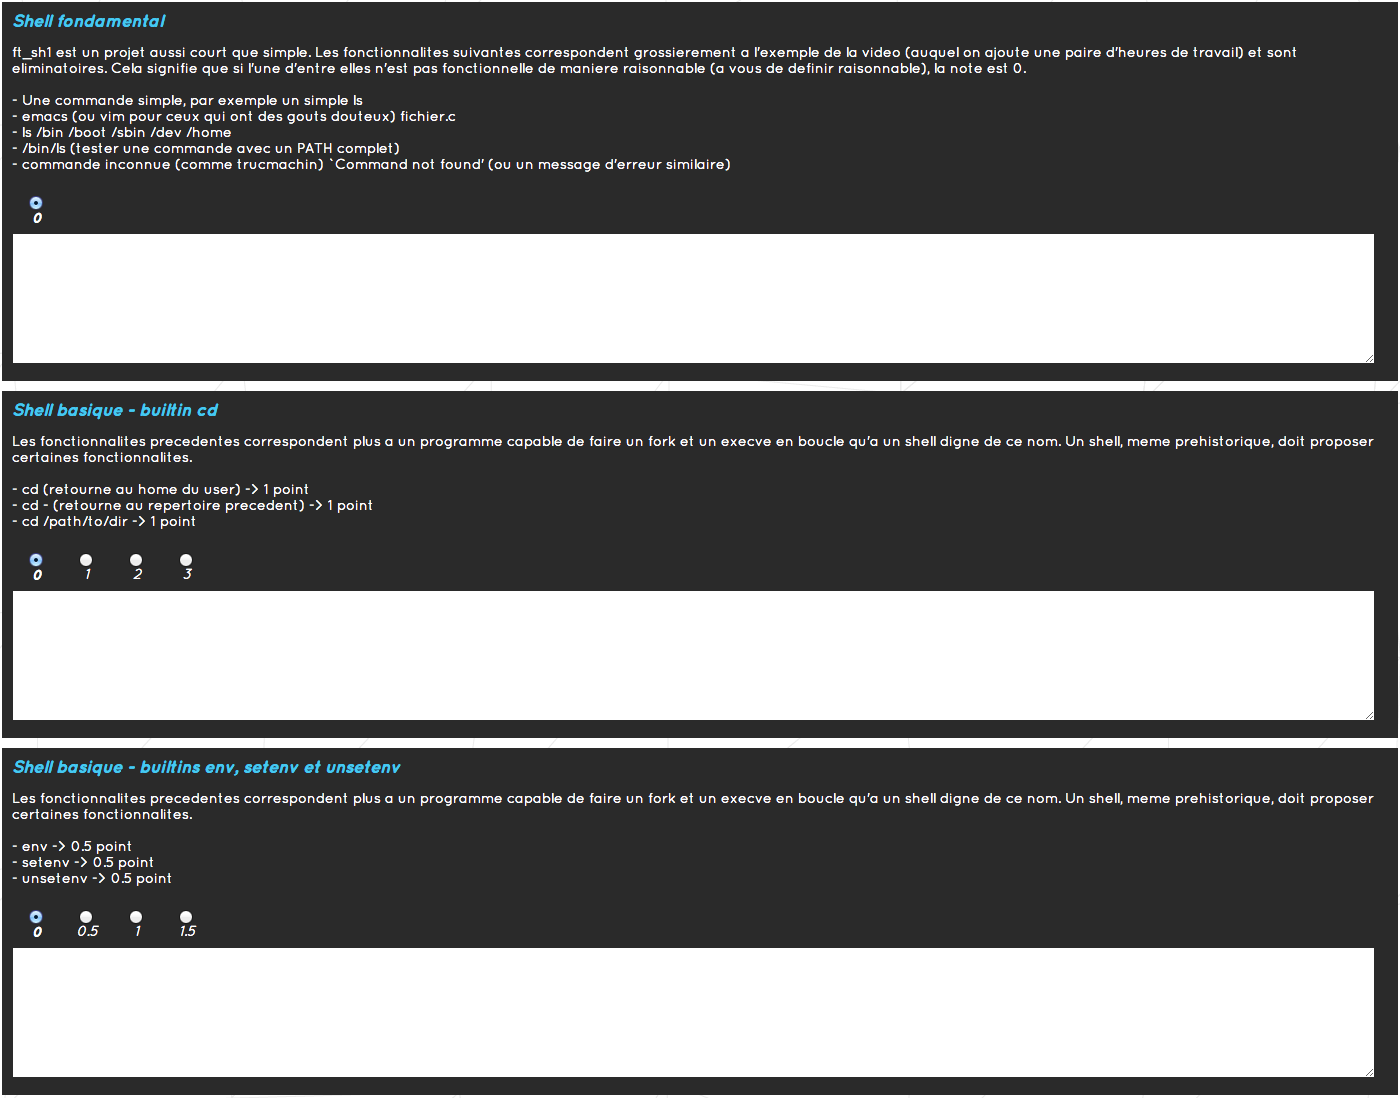 Shell fondamental
ft_sh1 est un projet aussi court que simple. Les fonctionnalites suivantes correspondent grossierement a l'exemple de la video (auquel on ajoute une paire d'heures de travail) et sont
eliminatoires. Cela signifie que si l'une d'entre elles n'est pas fonctionnelle de maniere raisonnable (a vous de definir raisonnable), la note est 0.
- Une commande simple, par exemple un simple ls
- emacs (ou vim pour ceux qui ont des gouts douteux) fichier.c
- ls /bin /boot /sbin /dev /home
- /bin/ls (tester une commande avec un PATH complet)
- commande inconnue (comme trucmachin) `Command not found' (ou un message d'erreur similaire)
0
Shell basique - builtin cd
Les fonctionnalites precedentes correspondent plus a un programme capable de faire un fork et un execve en boucle qu'a un shell digne de ce nom. Un shell, meme prehistorique, doit proposer
certaines fonctionnalites.
- cd (retourne au home du user) -> 1 point
- cd - (retourne au repertoire precedent) -> 1 point
- cd /path/to/dir -> 1 point
0 1 2 3
Shell basique - builtins env, setenv et unsetenv
Les fonctionnalites precedentes correspondent plus a un programme capable de faire un fork et un execve en boucle qu'a un shell digne de ce nom. Un shell, meme prehistorique, doit proposer
certaines fonctionnalites.
- env -> 0.5 point
- setenv -> 0.5 point
- unsetenv -> 0.5 point
0 0.5 1 1.5